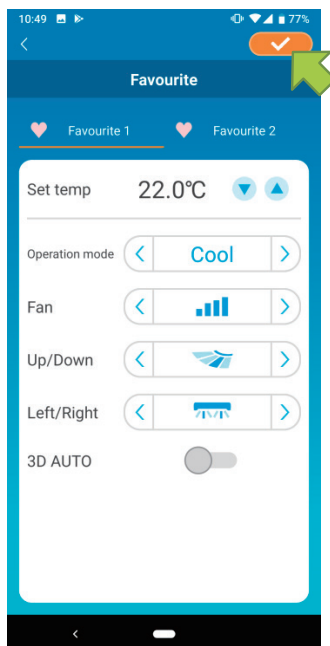 10:49 77%
Favourite
Favourite 1 Favourite 2
Set temp 22.0°C
Operation mode Cool
Fan
Up/Down
Left/Right
3D AUTO